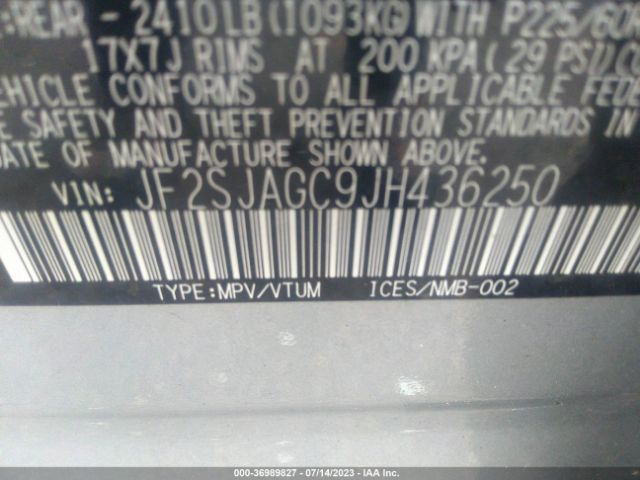 :REAR - 2410LB(1093KG)WITH P225/60R
17X7J RIMS AT 200 KPA( 29 PSI)CO
VEHICLE CONFORMS TO ALL APPLICABLE FEDE
SAFETY AND THEFT PREVENTION STANDARDS IN
DATE OF MANUFACTURE SHOWN ABOVE.
VIN: JF2SJAGC9JH436250
TYPE:MPV/VTUM ICES/NMB-002
000-36989827 - 07/14/2023 - IAA Inc.